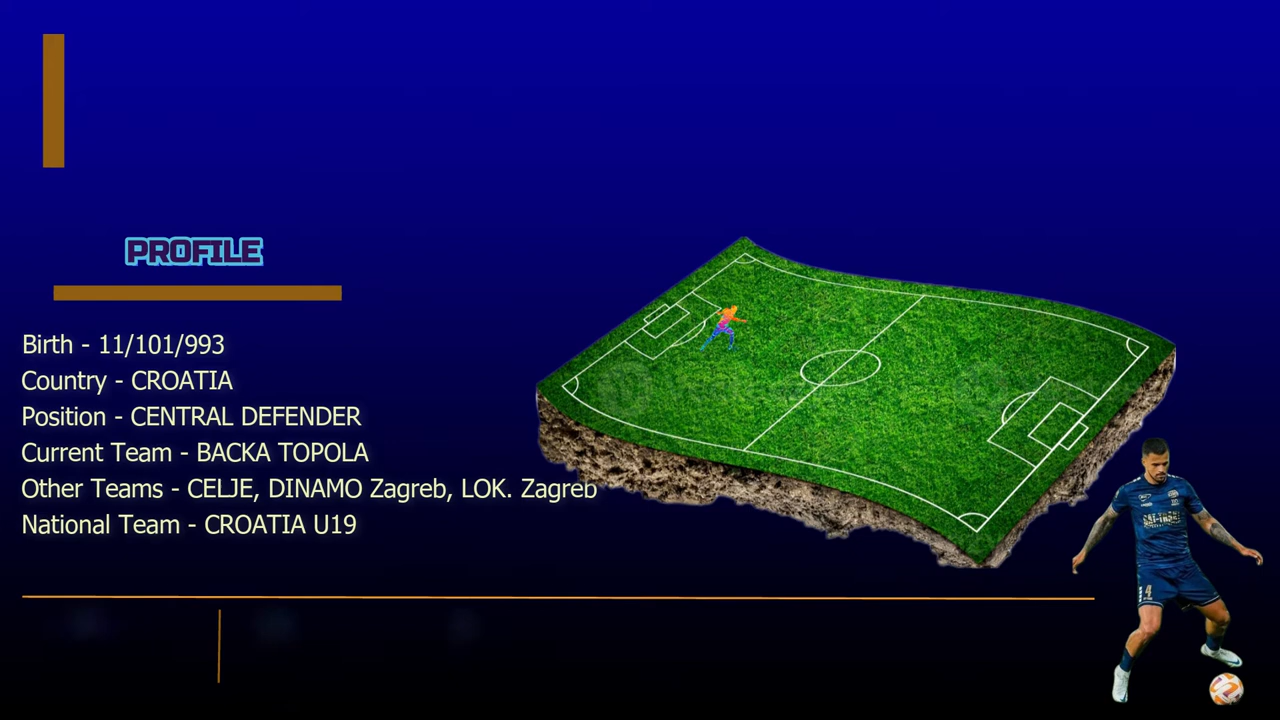 PROFILE
Birth - 11/101/993
Country - CROATIA
Position - CENTRAL DEFENDER
Current Team - BACKA TOPOLA
Other Teams - CELJE, DINAMO Zagreb, LOK. Zagreb
National Team - CROATIA U19
4